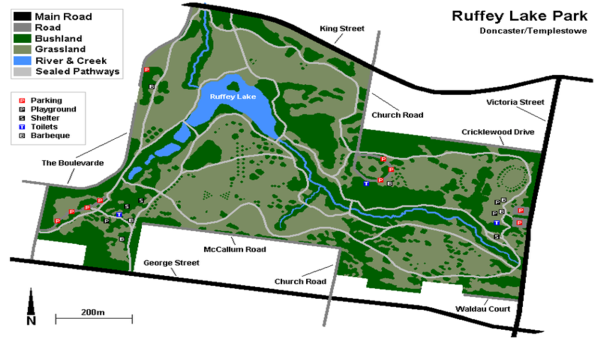 Ruffey Lake Park
Doncaster/Templestowe
Main Road
Road
Bushland
Grassland
River & Creek
Sealed Pathways
P Parking
P Playground
S Shelter
T Toilets
B Barbeque
King Street
Church Road
Victoria Street
Cricklewood Drive
Ruffey Lake
The Boulevarde
McCallum Road
George Street
Church Road
Waldau Court
N
200m